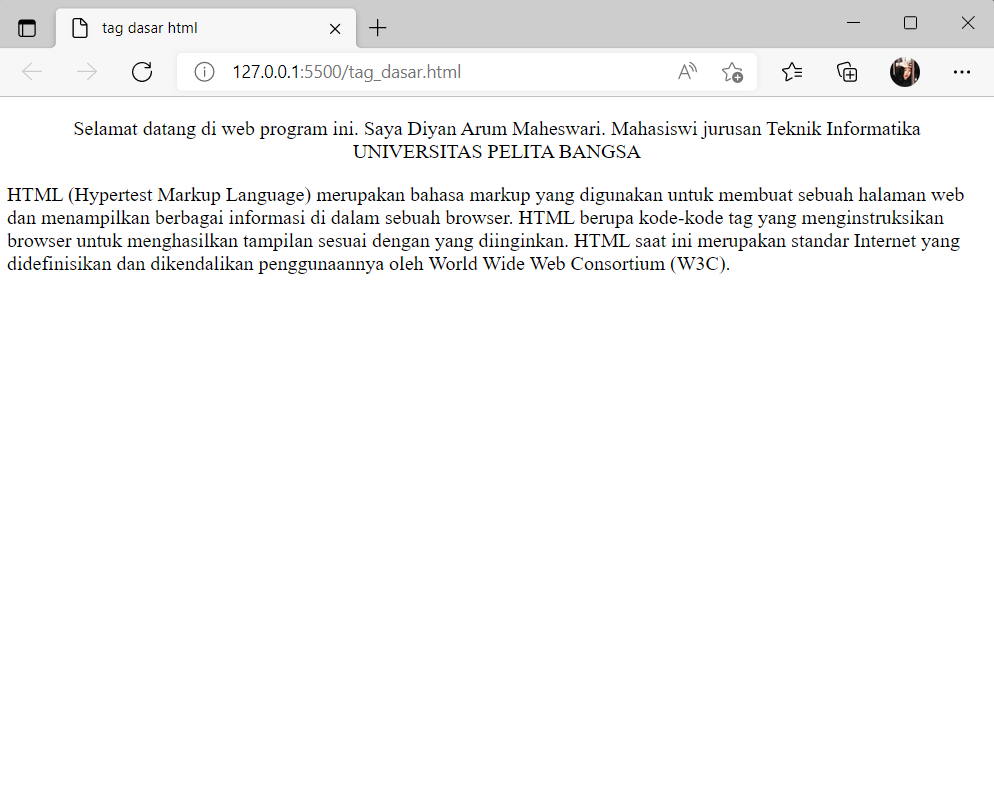 tag dasar html
127.0.0.1:5500/tag_dasar.html
Selamat datang di web program ini. Saya Diyan Arum Maheswari. Mahasiswi jurusan Teknik Informatika
UNIVERSITAS PELITA BANGSA
HTML (Hypertest Markup Language) merupakan bahasa markup yang digunakan untuk membuat sebuah halaman web
dan menampilkan berbagai informasi di dalam sebuah browser. HTML berupa kode-kode tag yang menginstruksikan
browser untuk menghasilkan tampilan sesuai dengan yang diinginkan. HTML saat ini merupakan standar Internet yang
didefinisikan dan dikendalikan penggunaannya oleh World Wide Web Consortium (W3C).